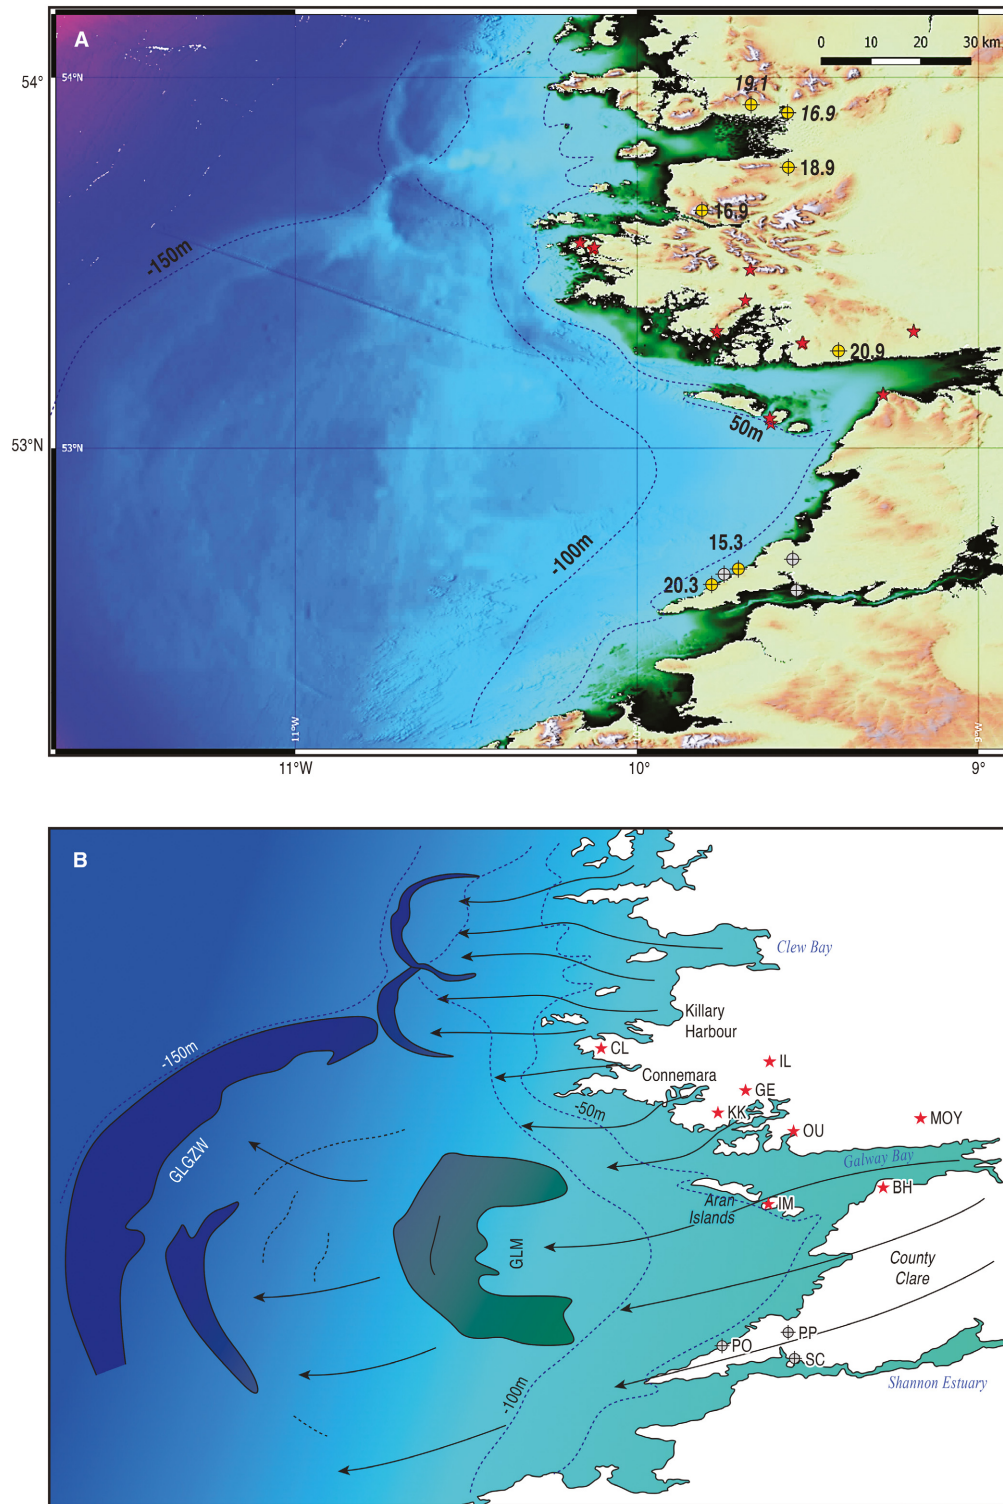 A
0 10 20 30 km
54°
54°N
19.1
16.9
18.9
16.9
-150m
20.9
50m
53°N
53°N
15.3
-100m
20.3
11°W
9°W
11°W 10° 9°
B
Clew Bay
Killary
Harbour
-150m
CL
IL
Connemara
GE
-50m
KK
MOY
OU
GLGZW
Galway Bay
BH
Aran
Islands
IM
GLM
County
Clare
PP
PO
SC
-100m
Shannon Estuary